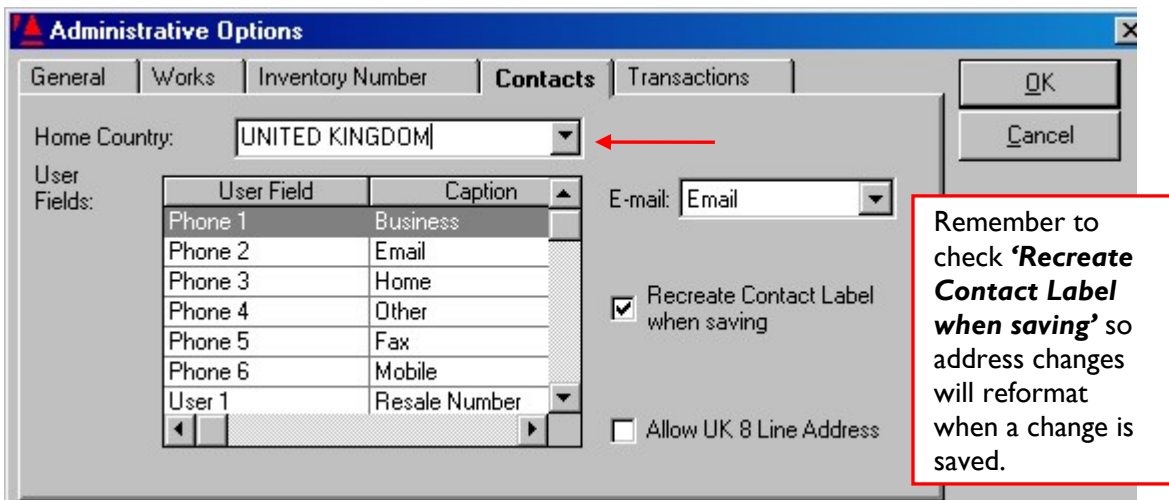 Administrative Options
General Works Inventory Number Contacts Transactions
OK
Cancel
Home Country: UNITED KINGDOM
User
Fields:
User Field Caption
Phone 1 Business
Phone 2 Email
Phone 3 Home
Phone 4 Other
Phone 5 Fax
Phone 6 Mobile
User 1 Resale Number
E-mail: Email
Recreate Contact Label
when saving
Allow UK 8 Line Address
Remember to
check ‘Recreate
Contact Label
when saving’ so
address changes
will reformat
when a change is
saved.